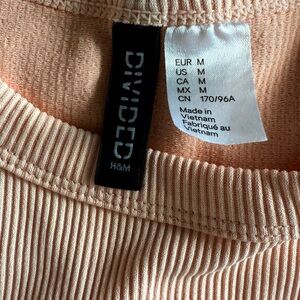 DIVIDED
H&M
EUR M
US M
CA M
MX M
CN 170/96A
Made in
Vietnam
Fabriqué au
Vietnam